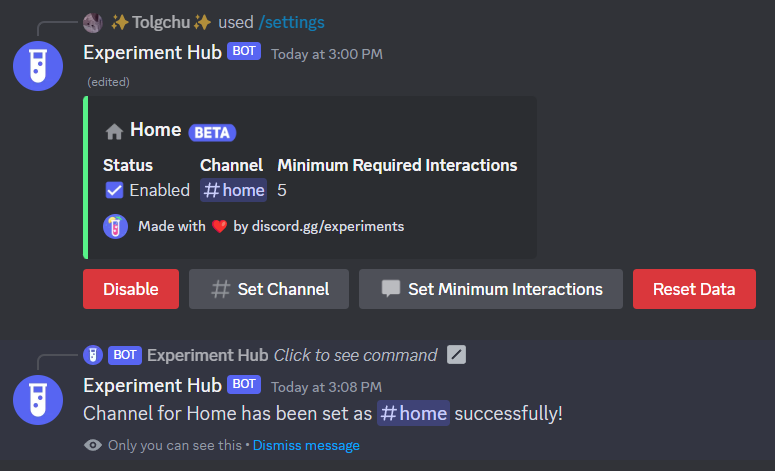 ✨Tolgchu✨ used /settings
Experiment Hub BOT Today at 3:00 PM
(edited)
Home BETA
Status Channel Minimum Required Interactions
Enabled #home 5
Made with ❤️ by discord.gg/experiments
Disable # Set Channel Set Minimum Interactions Reset Data
BOT Experiment Hub Click to see command
Experiment Hub BOT Today at 3:08 PM
Channel for Home has been set as #home successfully!
Only you can see this • Dismiss message